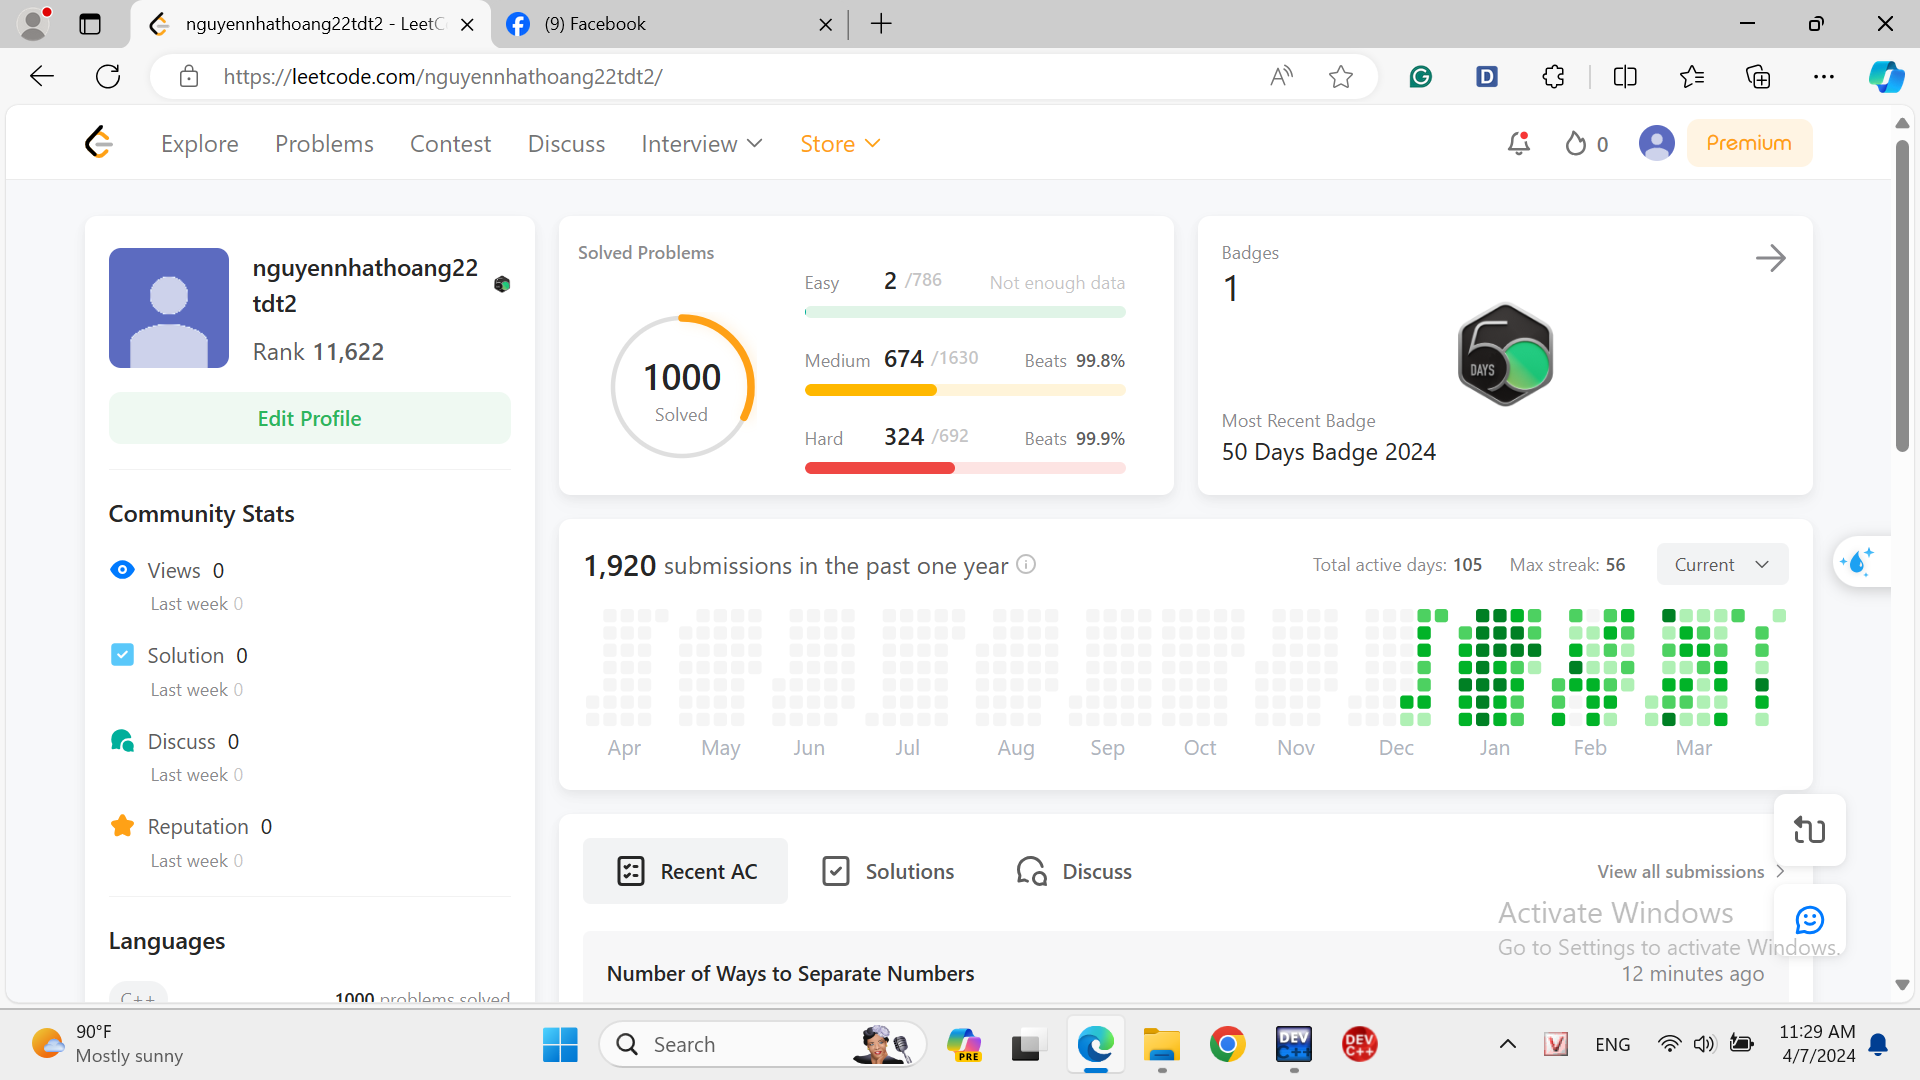 nguyennhathoang22tdt2 - LeetC
(9) Facebook
https://leetcode.com/nguyennhathoang22tdt2/
Explore
Problems
Contest
Discuss
Interview
Store
0
Premium
nguyennhathoang22
tdt2
Rank 11,622
Edit Profile
Community Stats
Views 0
Last week 0
Solution 0
Last week 0
Discuss 0
Last week 0
Reputation 0
Last week 0
Languages
C++ 1000 problems solved
Solved Problems
1000
Solved
Easy 2 /786 Not enough data
Medium 674 /1630 Beats 99.8%
Hard 324 /692 Beats 99.9%
Badges
1
50
DAYS
Most Recent Badge
50 Days Badge 2024
1,920 submissions in the past one year
Total active days: 105 Max streak: 56 Current
Apr May Jun Jul Aug Sep Oct Nov Dec Jan Feb Mar
Recent AC
Solutions
Discuss
View all submissions
Number of Ways to Separate Numbers
12 minutes ago
Activate Windows
Go to Settings to activate Windows.
90°F
Mostly sunny
Search
PRE
DEV
C++
DEV
C++
V
ENG
11:29 AM
4/7/2024